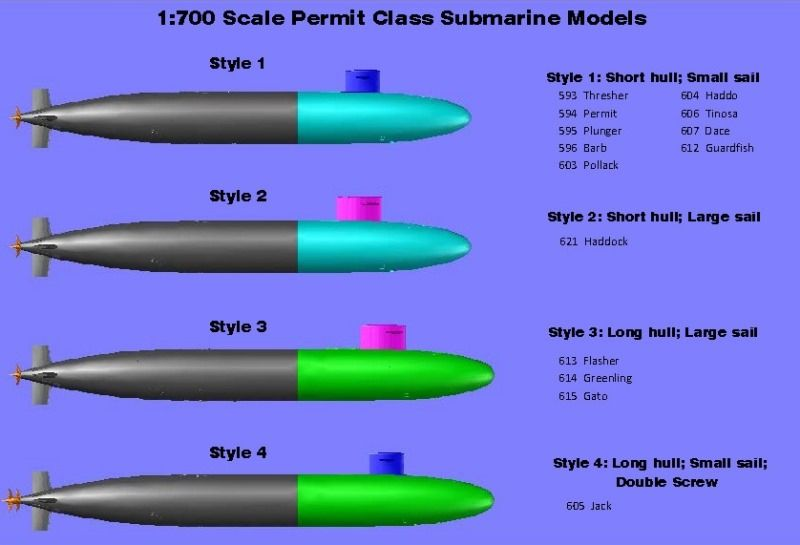 1:700 Scale Permit Class Submarine Models
Style 1
Style 1: Short hull; Small sail
593 Thresher
604 Haddo
594 Permit
606 Tinosa
595 Plunger
607 Dace
596 Barb
612 Guardfish
603 Pollack
Style 2
Style 2: Short hull; Large sail
621 Haddock
Style 3
Style 3: Long hull; Large sail
613 Flasher
614 Greenling
615 Gato
Style 4
Style 4: Long hull; Small sail;
Double Screw
605 Jack